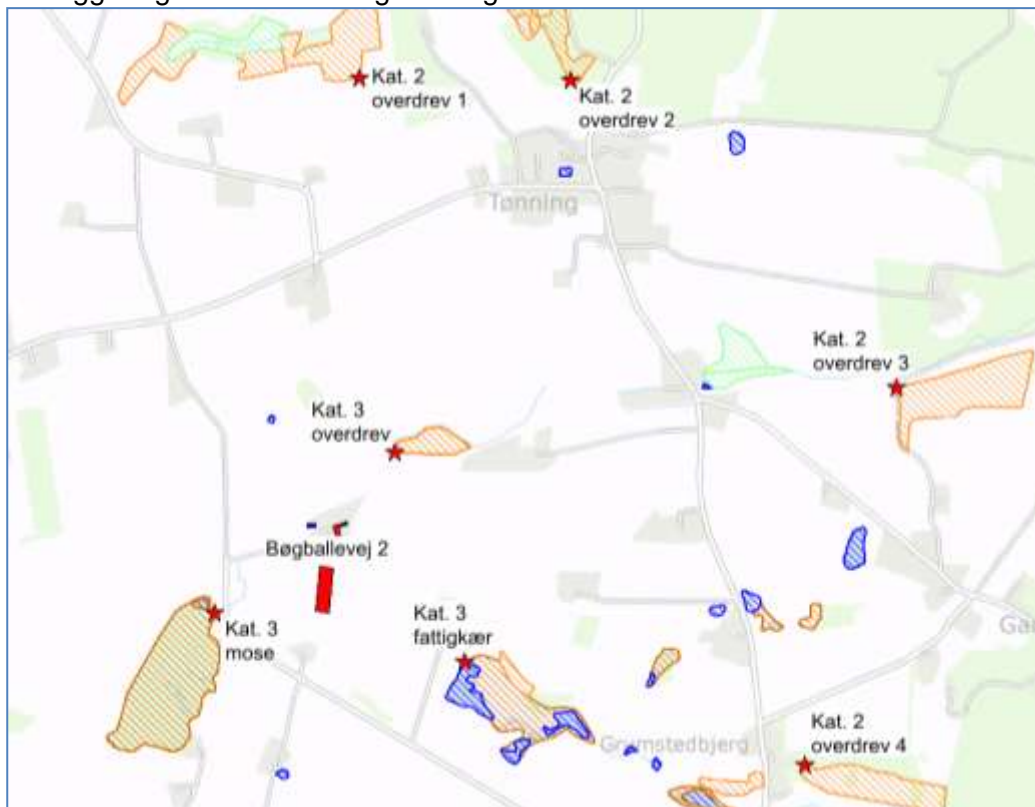 Kat. 2
overdrev 1
Kat. 2
overdrev 2
Tønning
Kat. 2
overdrev 3
Kat. 3
overdrev
Bøgballevej 2
Kat. 3
mose
Kat. 3
fattigkær
Grumstedbjerg
Kat. 2
overdrev 4